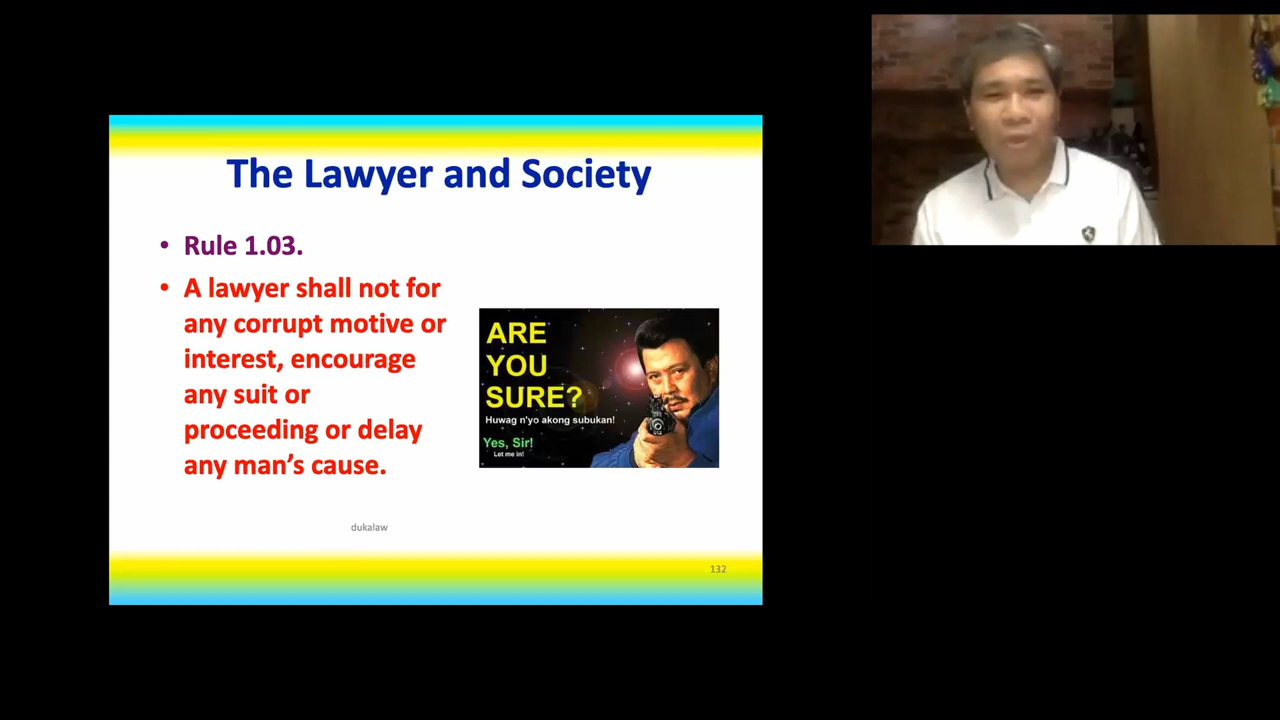 The Lawyer and Society
• Rule 1.03.
• A lawyer shall not for
any corrupt motive or
interest, encourage
any suit or
proceeding or delay
any man’s cause.
ARE
YOU
SURE?
Huwag n'yo akong subukan!
Yes, Sir!
Let me in!
dukalaw
132